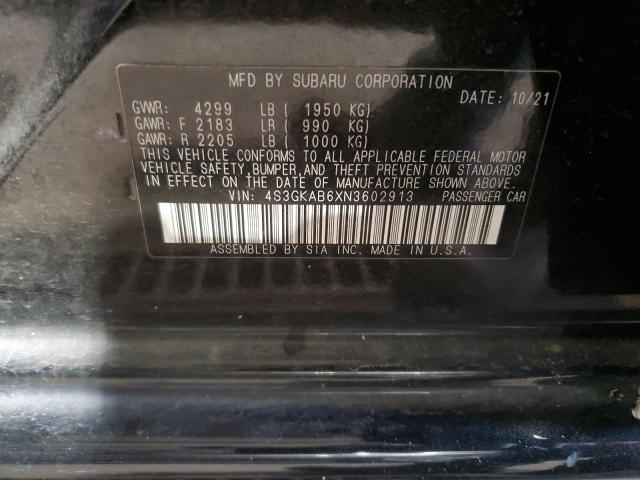 MFD BY SUBARU CORPORATION
DATE: 10/21
GVWR: 4299 LB ( 1950 KG)
GAWR: F 2183 LB ( 990 KG)
GAWR: R 2205 LB ( 1000 KG)
THIS VEHICLE CONFORMS TO ALL APPLICABLE FEDERAL MOTOR
VEHICLE SAFETY, BUMPER, AND THEFT PREVENTION STANDARDS
IN EFFECT ON THE DATE OF MANUFACTURE SHOWN ABOVE.
VIN: 4S3GKAB6XN3602913 PASSENGER CAR
ASSEMBLED BY SIA INC. MADE IN U.S.A.